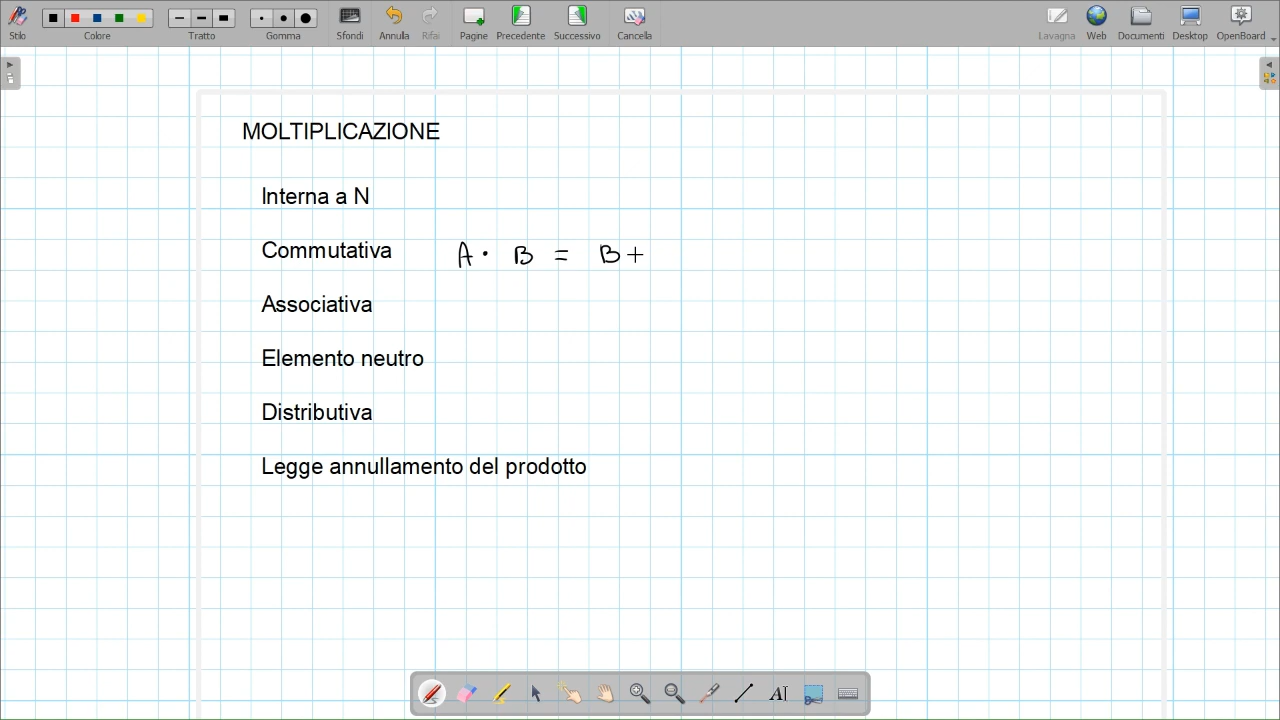 Stilo Colore Tratto Gomma Sfondi Annulla Rifai Pagine Precedente Successivo Cancella Lavagna Web Documenti Desktop OpenBoard
MOLTIPLICAZIONE
Interna a N
Commutativa A · B = B +
Associativa
Elemento neutro
Distributiva
Legge annullamento del prodotto